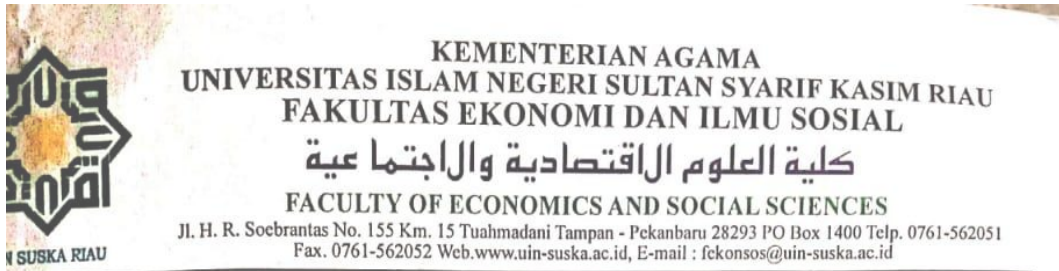 KEMENTERIAN AGAMA
UNIVERSITAS ISLAM NEGERI SULTAN SYARIF KASIM RIAU
FAKULTAS EKONOMI DAN ILMU SOSIAL
كلية العلوم الاقتصادية والاجتما عية
FACULTY OF ECONOMICS AND SOCIAL SCIENCES
Jl. H. R. Soebrantas No. 155 Km. 15 Tuahmadani Tampan - Pekanbaru 28293 PO Box 1400 Telp. 0761-562051
Fax. 0761-562052 Web.www.uin-suska.ac.id, E-mail : fekonsos@uin-suska.ac.id
SUSKA RIAU